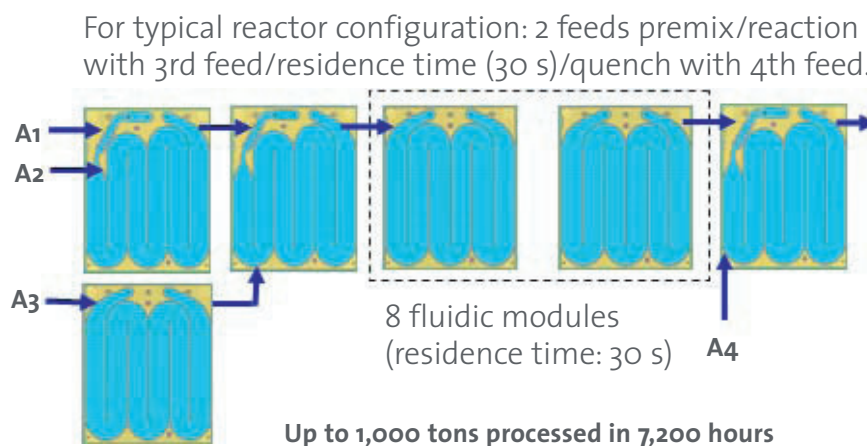 For typical reactor configuration: 2 feeds premix/reaction
with 3rd feed/residence time (30 s)/quench with 4th feed.
A1
A2
A3
8 fluidic modules
(residence time: 30 s)
A4
Up to 1,000 tons processed in 7,200 hours